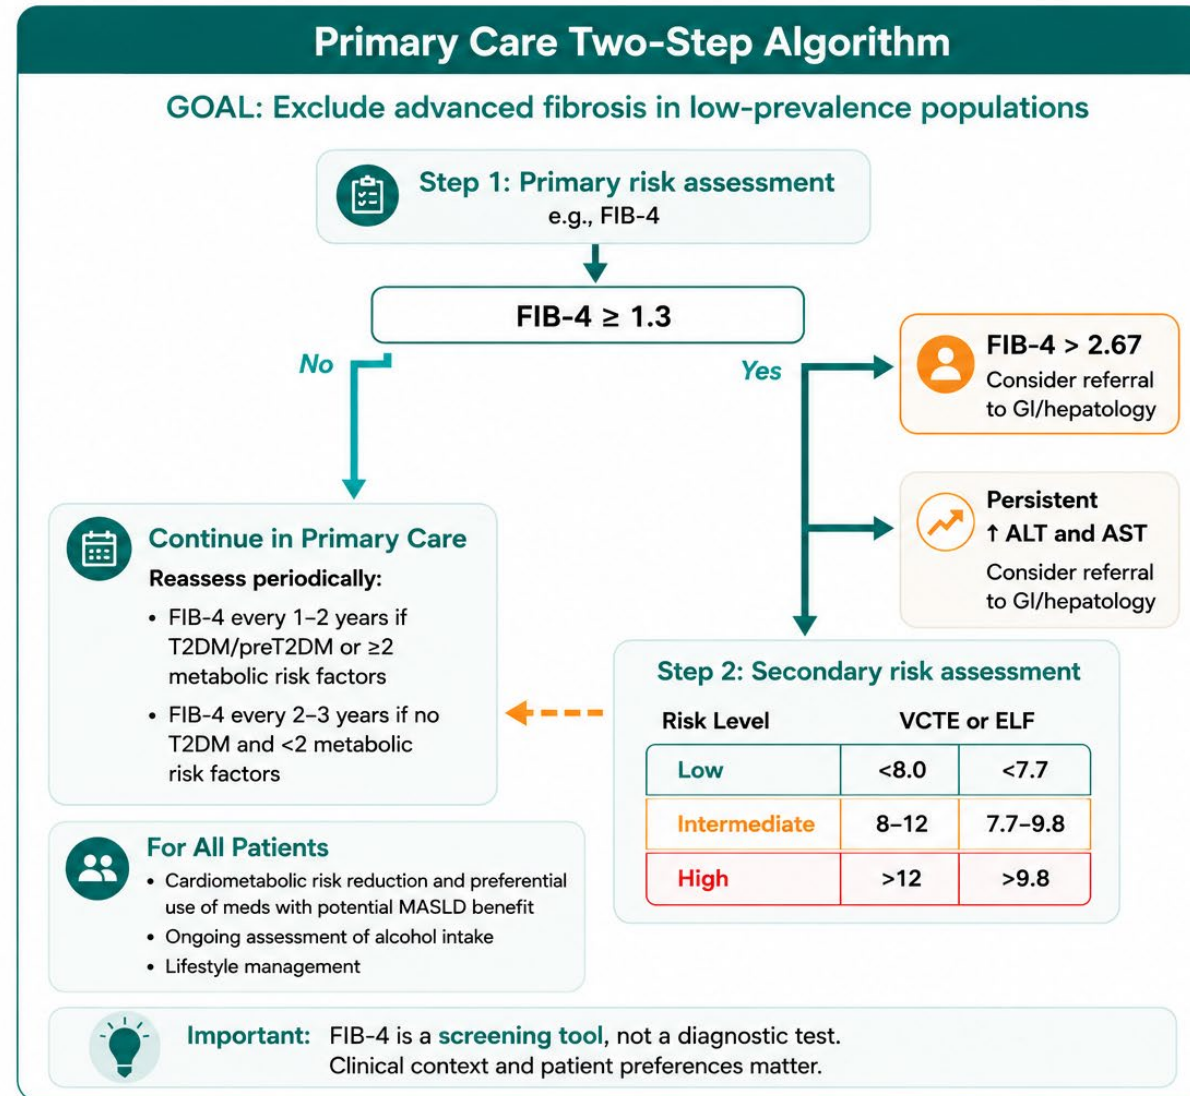 Primary Care Two-Step Algorithm
GOAL: Exclude advanced fibrosis in low-prevalence populations
Step 1: Primary risk assessment
e.g., FIB-4
FIB-4 ≥ 1.3
No
Yes
FIB-4 > 2.67
Consider referral
to GI/hepatology
Persistent
↑ ALT and AST
Consider referral
to GI/hepatology
Continue in Primary Care
Reassess periodically:
• FIB-4 every 1–2 years if
T2DM/preT2DM or ≥2
metabolic risk factors
• FIB-4 every 2–3 years if no
T2DM and <2 metabolic
risk factors
Step 2: Secondary risk assessment
Risk Level VCTE or ELF
Low <8.0 <7.7
Intermediate 8–12 7.7–9.8
High >12 >9.8
For All Patients
• Cardiometabolic risk reduction and preferential
use of meds with potential MASLD benefit
• Ongoing assessment of alcohol intake
• Lifestyle management
Important: FIB-4 is a screening tool, not a diagnostic test.
Clinical context and patient preferences matter.